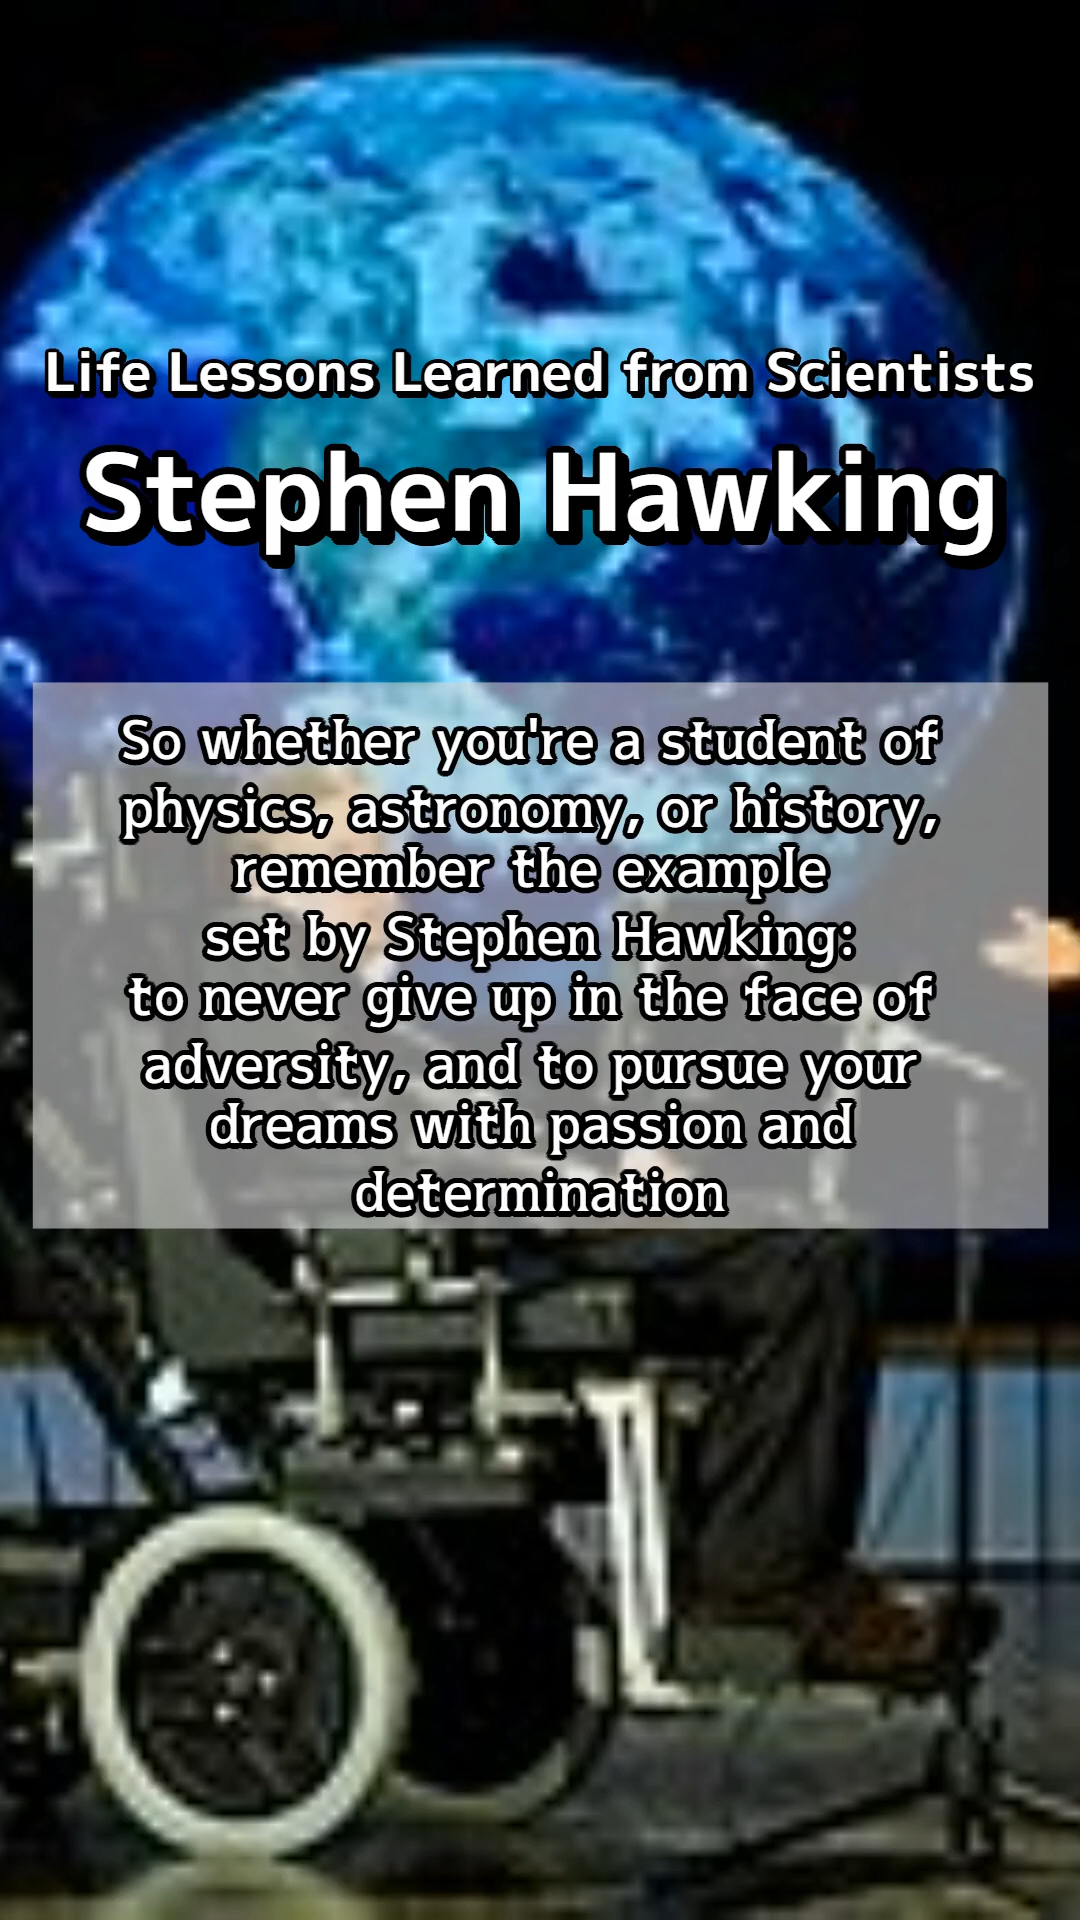 Life Lessons Learned from Scientists
Stephen Hawking
So whether you're a student of
physics, astronomy, or history,
remember the example
set by Stephen Hawking:
to never give up in the face of
adversity, and to pursue your
dreams with passion and
determination